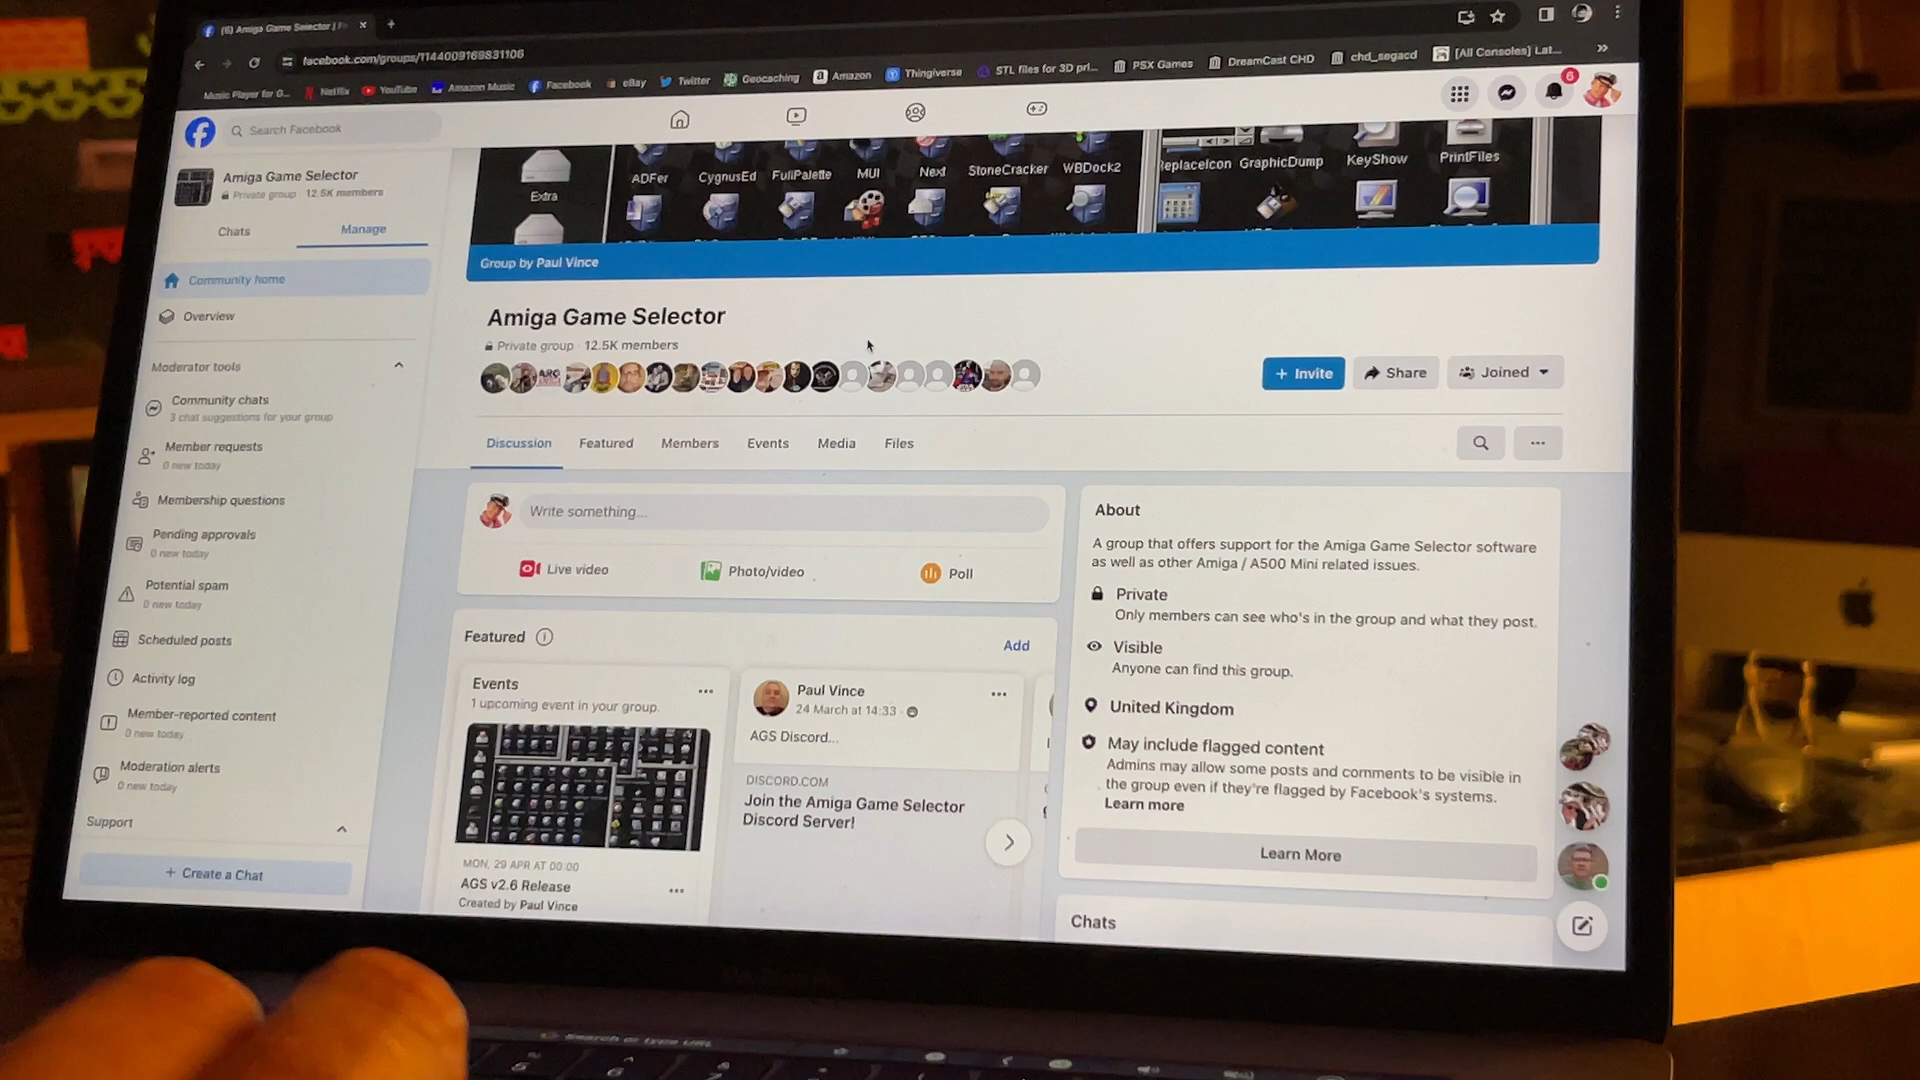 (6) Amiga Game Selector |
facebook.com/groups/1144009169831106
Music Player for G...
Netflix
YouTube
Amazon Music
Facebook
eBay
Twitter
Geocaching
Amazon
Thingiverse
STL files for 3D pri...
PSX Games
DreamCast CHD
chd_segacd
[All Consoles] Lat...
Search Facebook
6
Amiga Game Selector
Private group · 12.5K members
Chats
Manage
Community home
Overview
Moderator tools
Community chats
3 chat suggestions for your group
Member requests
0 new today
Membership questions
Pending approvals
0 new today
Potential spam
0 new today
Scheduled posts
Activity log
Member-reported content
0 new today
Moderation alerts
0 new today
Support
+ Create a Chat
Extra
ADFer
CygnusEd
FullPalette
MUI
Next
StoneCracker
WBDock2
ReplaceIcon
GraphicDump
KeyShow
PrintFiles
Group by Paul Vince
Amiga Game Selector
Private group · 12.5K members
+ Invite
Share
Joined
Discussion
Featured
Members
Events
Media
Files
Write something...
Live video
Photo/video
Poll
Featured
Add
Events
1 upcoming event in your group.
MON, 29 APR AT 00:00
AGS v2.6 Release
Created by Paul Vince
Paul Vince
24 March at 14:33 ·
AGS Discord...
DISCORD.COM
Join the Amiga Game Selector
Discord Server!
About
A group that offers support for the Amiga Game Selector software
as well as other Amiga / A500 Mini related issues.
Private
Only members can see who's in the group and what they post.
Visible
Anyone can find this group.
United Kingdom
May include flagged content
Admins may allow some posts and comments to be visible in
the group even if they're flagged by Facebook's systems.
Learn more
Learn More
Chats